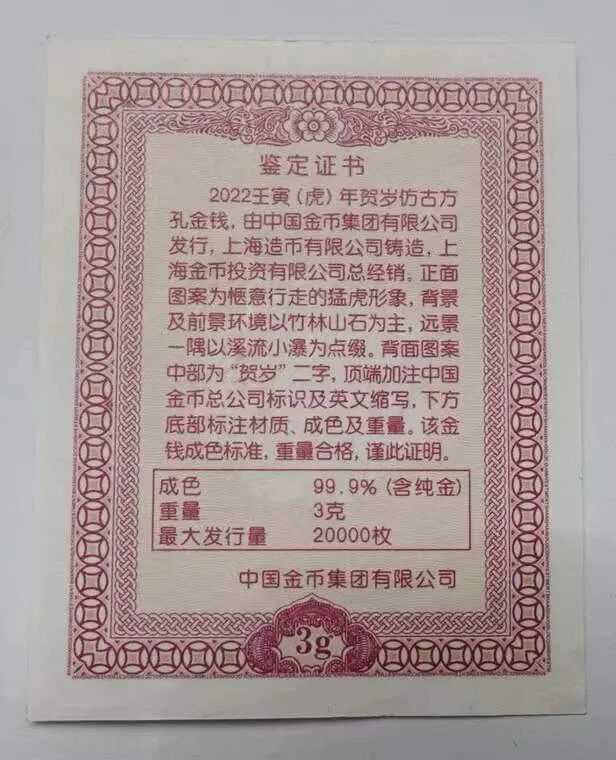 鉴定证书
2022壬寅(虎)年贺岁仿古方
孔金钱,由中国金币集团有限公司
发行,上海造币有限公司铸造,上
海金币投资有限公司总经销。正面
图案为惬意行走的猛虎形象,背景
及前景环境以竹林山石为主,远景
一隅以溪流小瀑为点缀。背面图案
中部为“贺岁”二字,顶端加注中国
金币总公司标识及英文缩写,下方
底部标注材质、成色及重量。该金
钱成色标准,重量合格,谨此证明。
成色 99.9%(含纯金)
重量 3克
最大发行量 20000枚
中国金币集团有限公司
3g